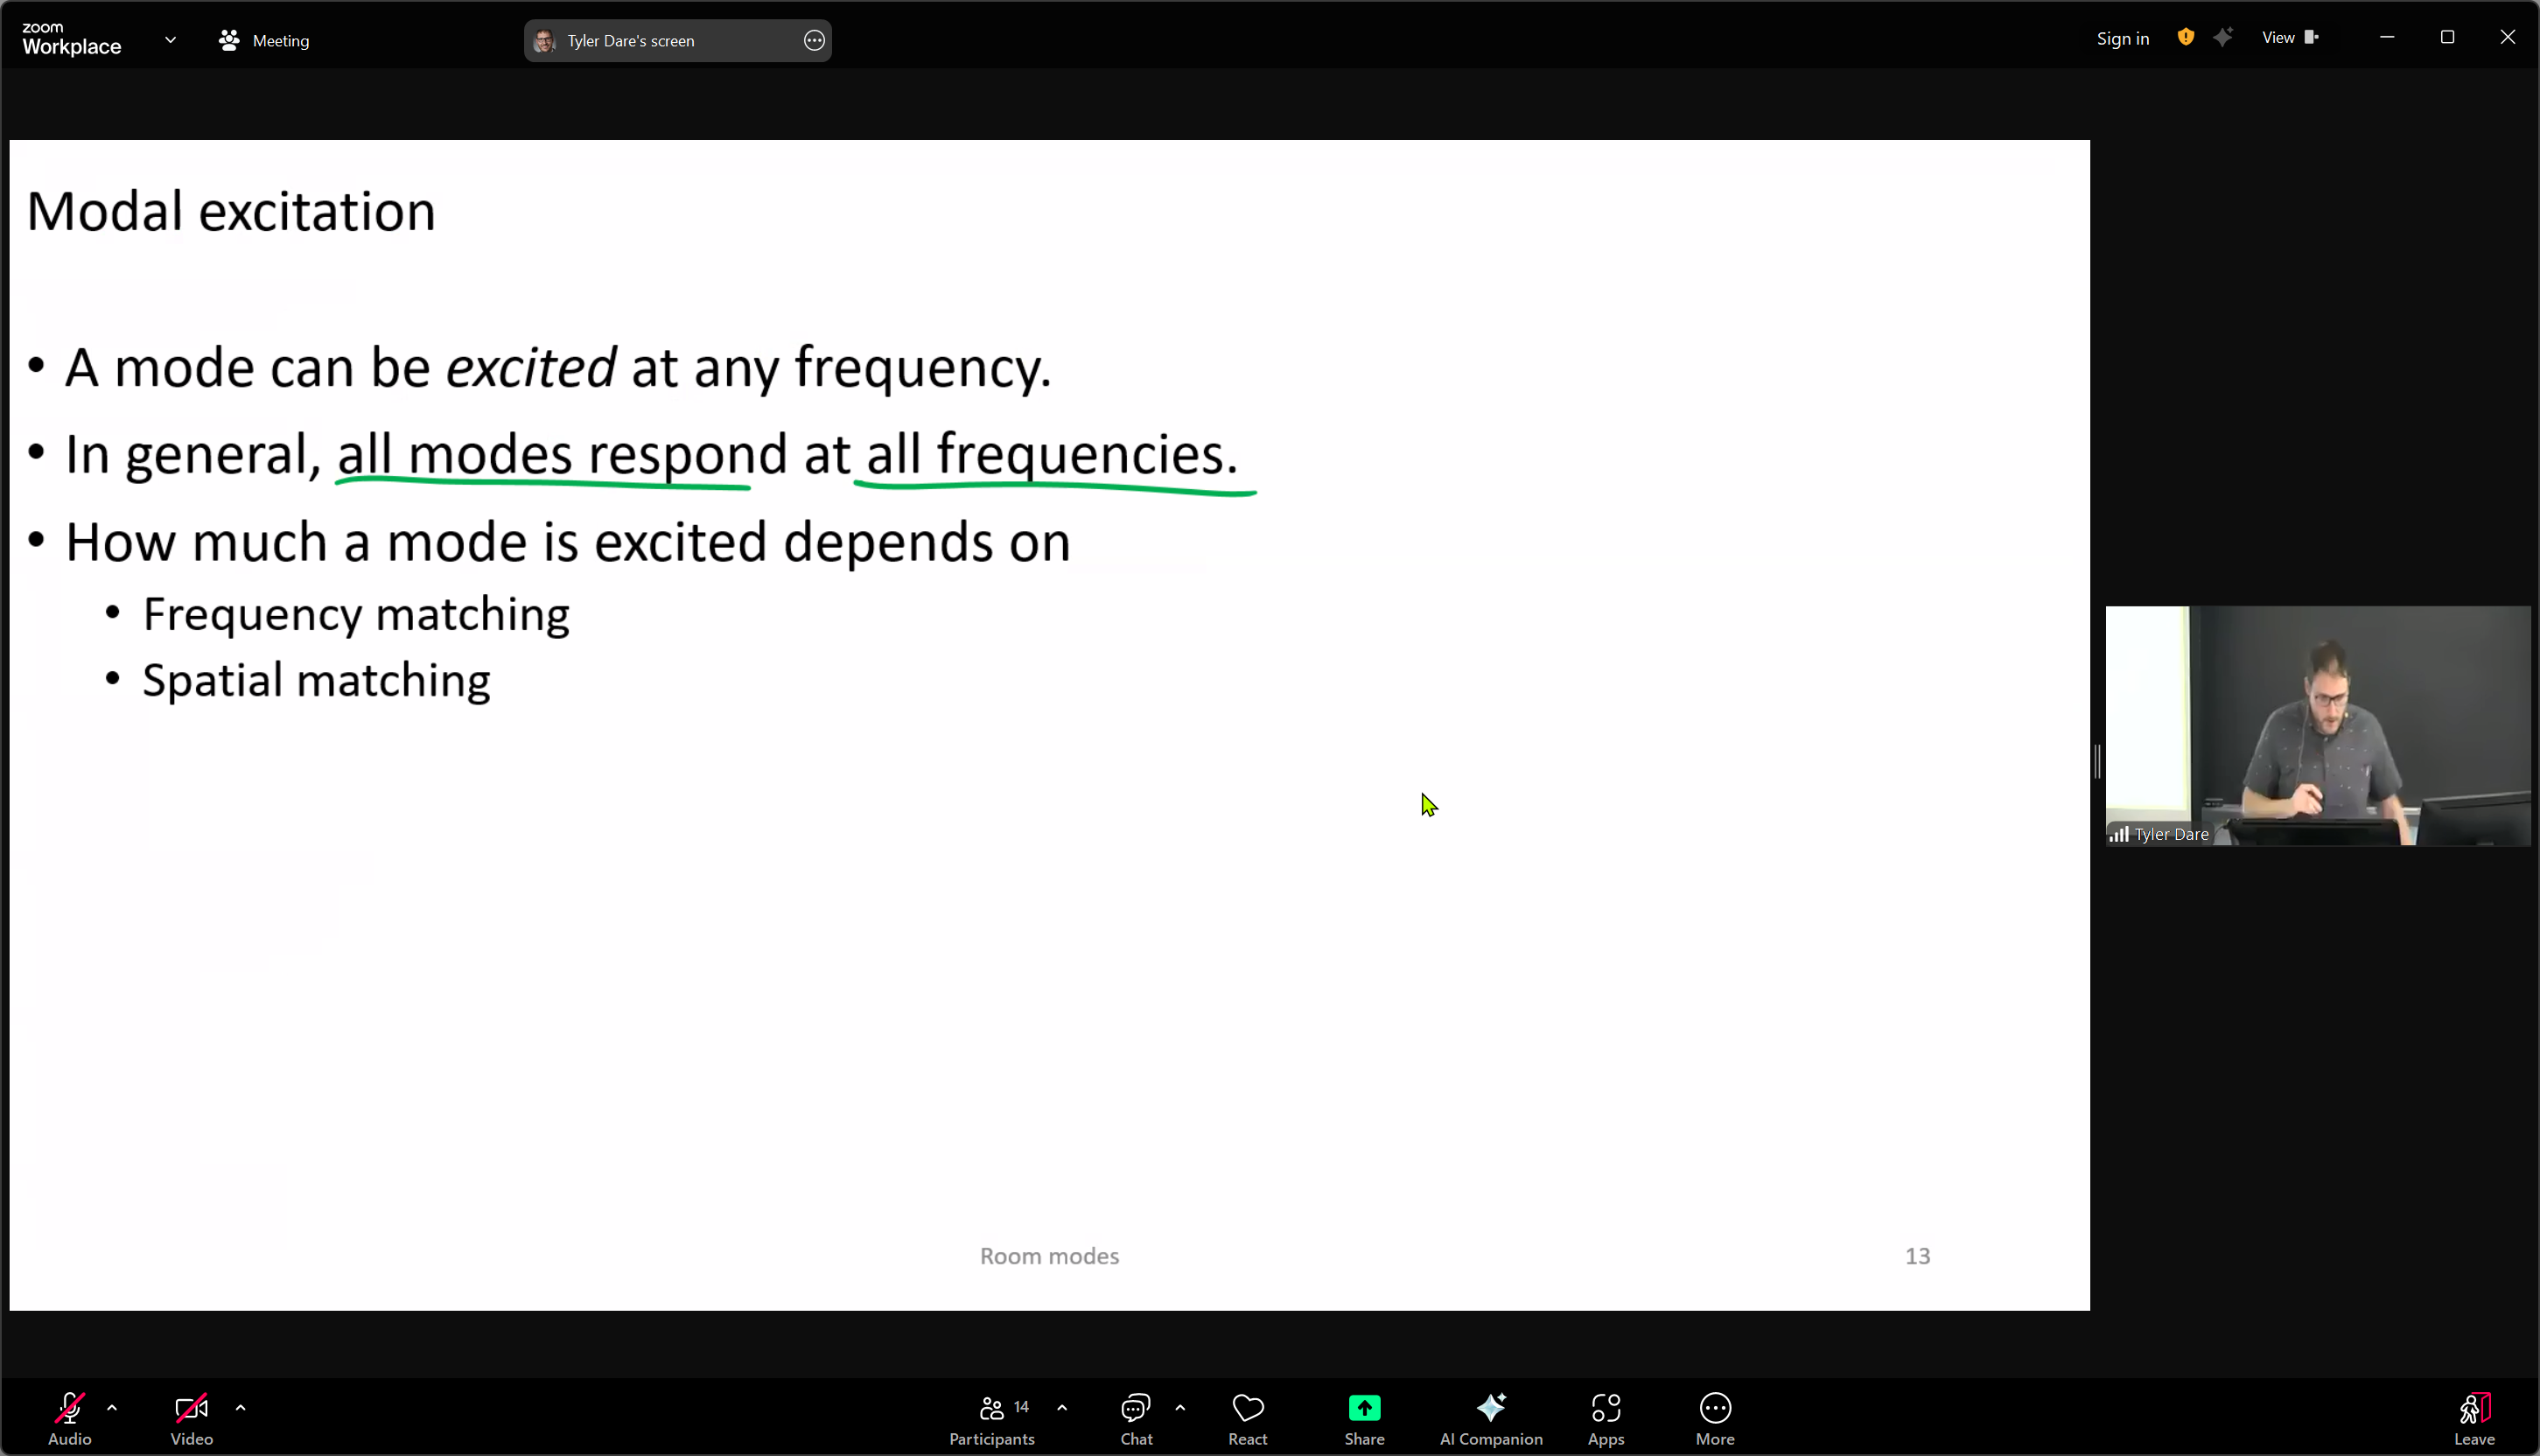 zoom
Workplace
Meeting
Tyler Dare's screen
Sign in
View
Modal excitation
• A mode can be excited at any frequency.
• In general, all modes respond at all frequencies.
• How much a mode is excited depends on
• Frequency matching
• Spatial matching
Tyler Dare
Room modes
13
Audio
Video
14
Participants
Chat
React
Share
AI Companion
Apps
More
Leave